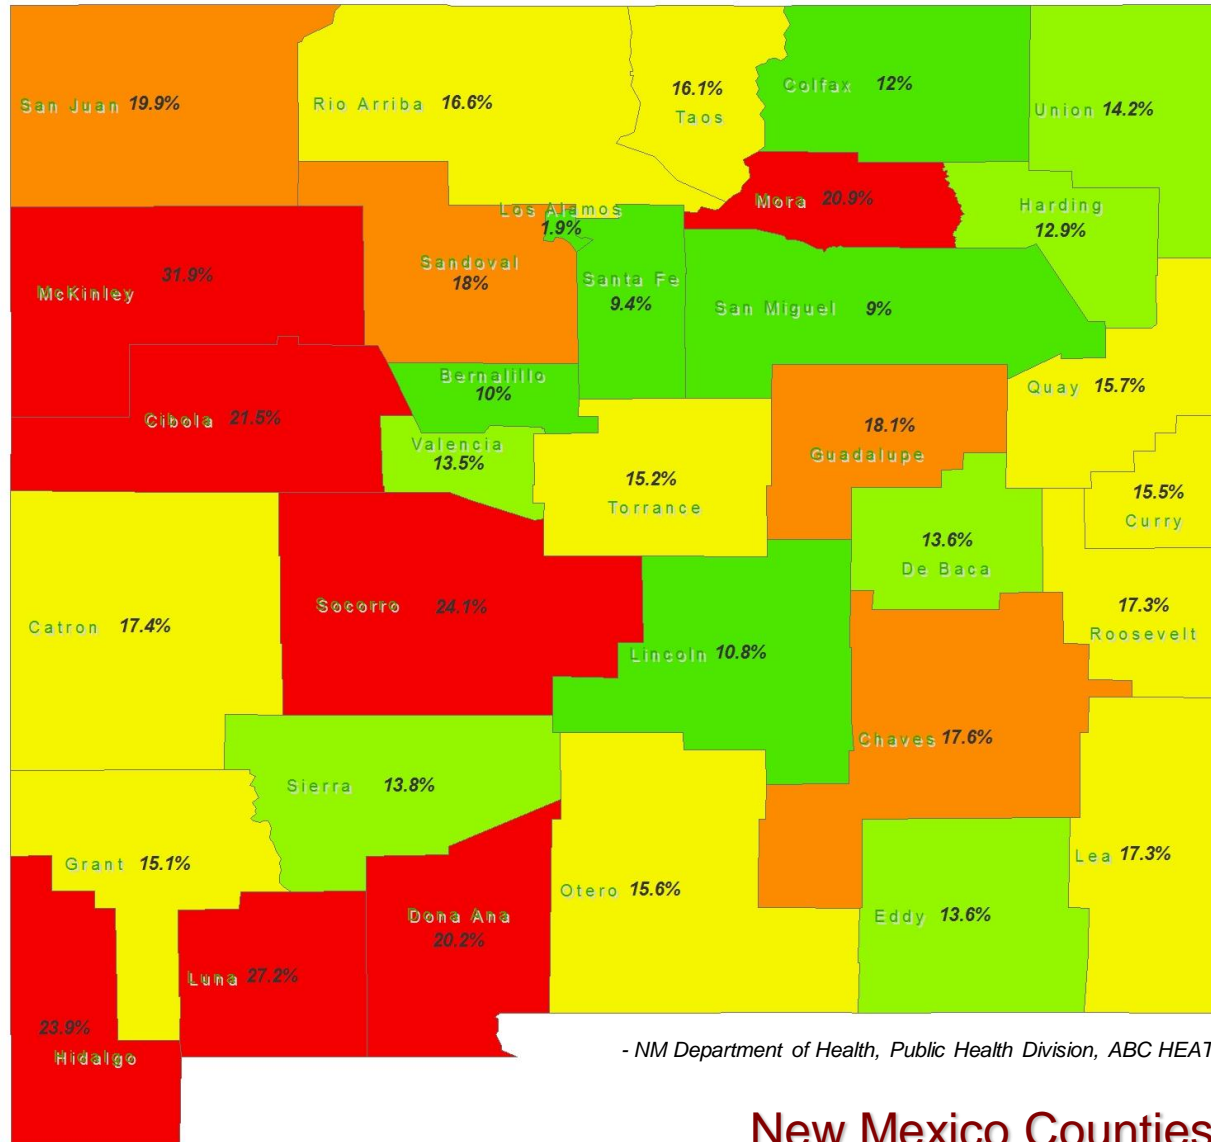 San Juan 19.9%
Rio Arriba 16.6%
16.1%
Taos
Colfax 12%
Union 14.2%
Mora 20.9%
Harding
12.9%
Los Alamos
1.9%
McKinley 31.9%
Sandoval
18%
Santa Fe
9.4%
San Miguel 9%
Bernalillo
10%
Quay 15.7%
Cibola 21.5%
Valencia
13.5%
18.1%
Guadalupe
15.2%
Torrance
15.5%
Curry
13.6%
De Baca
Socorro 24.1%
Catron 17.4%
17.3%
Roosevelt
Lincoln 10.8%
Chaves 17.6%
Sierra 13.8%
Grant 15.1%
Lea 17.3%
Otero 15.6%
Dona Ana
20.2%
Eddy 13.6%
Luna 27.2%
23.9%
Hidalgo
- NM Department of Health, Public Health Division, ABC HEAT
New Mexico Counties